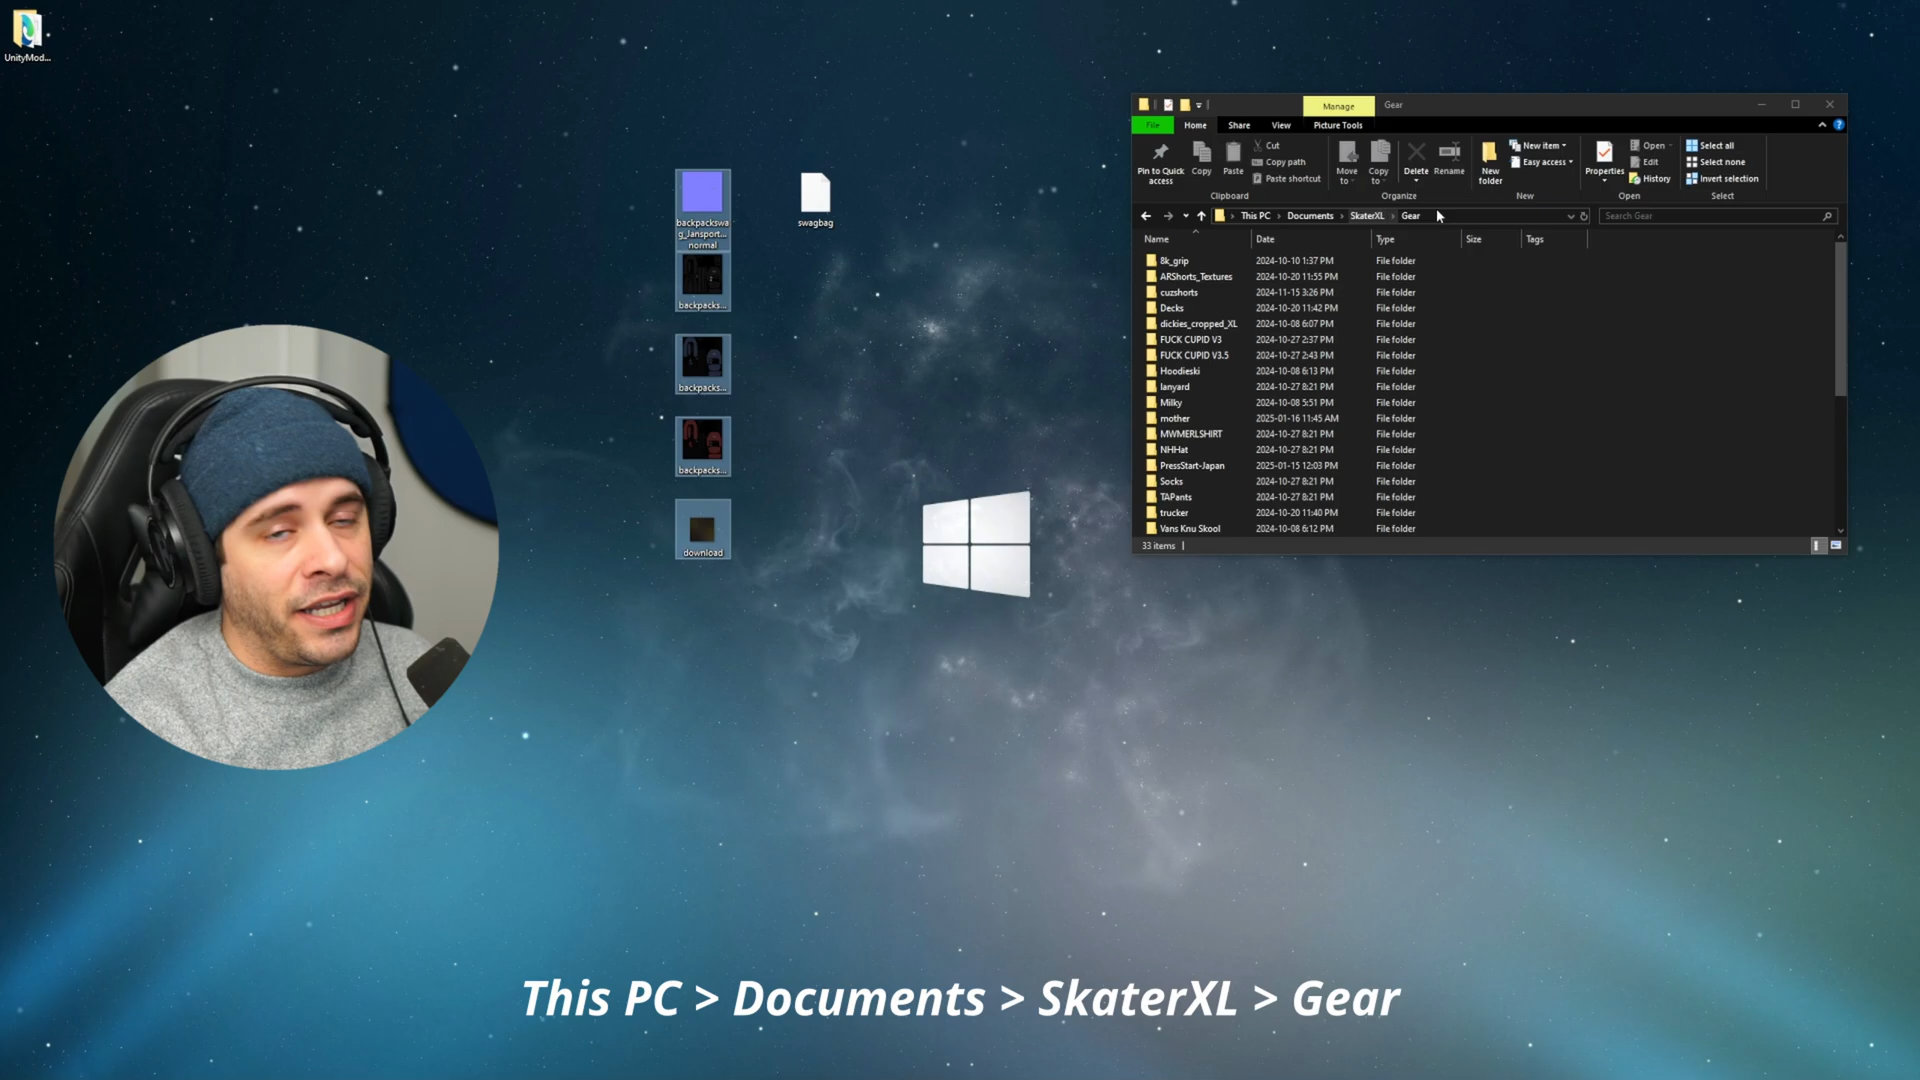 UnityMod...
backpackswa
g_Jansport_
normal
backpacks...
backpacks...
backpacks...
download
swagbag
Manage
Gear
File
Home
Share
View
Picture Tools
Pin to Quick
access
Copy
Paste
Cut
Copy path
Paste shortcut
Clipboard
Move
to
Copy
to
Delete
Rename
Organize
New
folder
New item
Easy access
New
Properties
Open
Edit
History
Open
Select all
Select none
Invert selection
Select
This PC > Documents > SkaterXL > Gear
Search Gear
Name Date Type Size Tags
8k_grip 2024-10-10 1:37 PM File folder
ARShorts_Textures 2024-10-20 11:55 PM File folder
cuzshorts 2024-11-15 3:26 PM File folder
Decks 2024-10-20 11:42 PM File folder
dickies_cropped_XL 2024-10-08 6:07 PM File folder
FUCK CUPID V3 2024-10-27 2:37 PM File folder
FUCK CUPID V3.5 2024-10-27 2:43 PM File folder
Hoodieski 2024-10-08 6:13 PM File folder
lanyard 2024-10-27 8:21 PM File folder
Milky 2024-10-08 5:51 PM File folder
mother 2025-01-16 11:45 AM File folder
MWMERLSHIRT 2024-10-27 8:21 PM File folder
NHHat 2024-10-27 8:21 PM File folder
PressStart-Japan 2025-01-15 12:03 PM File folder
Socks 2024-10-27 8:21 PM File folder
TAPants 2024-10-27 8:21 PM File folder
trucker 2024-10-20 11:40 PM File folder
Vans Knu Skool 2024-10-08 6:12 PM File folder
33 items
This PC > Documents > SkaterXL > Gear